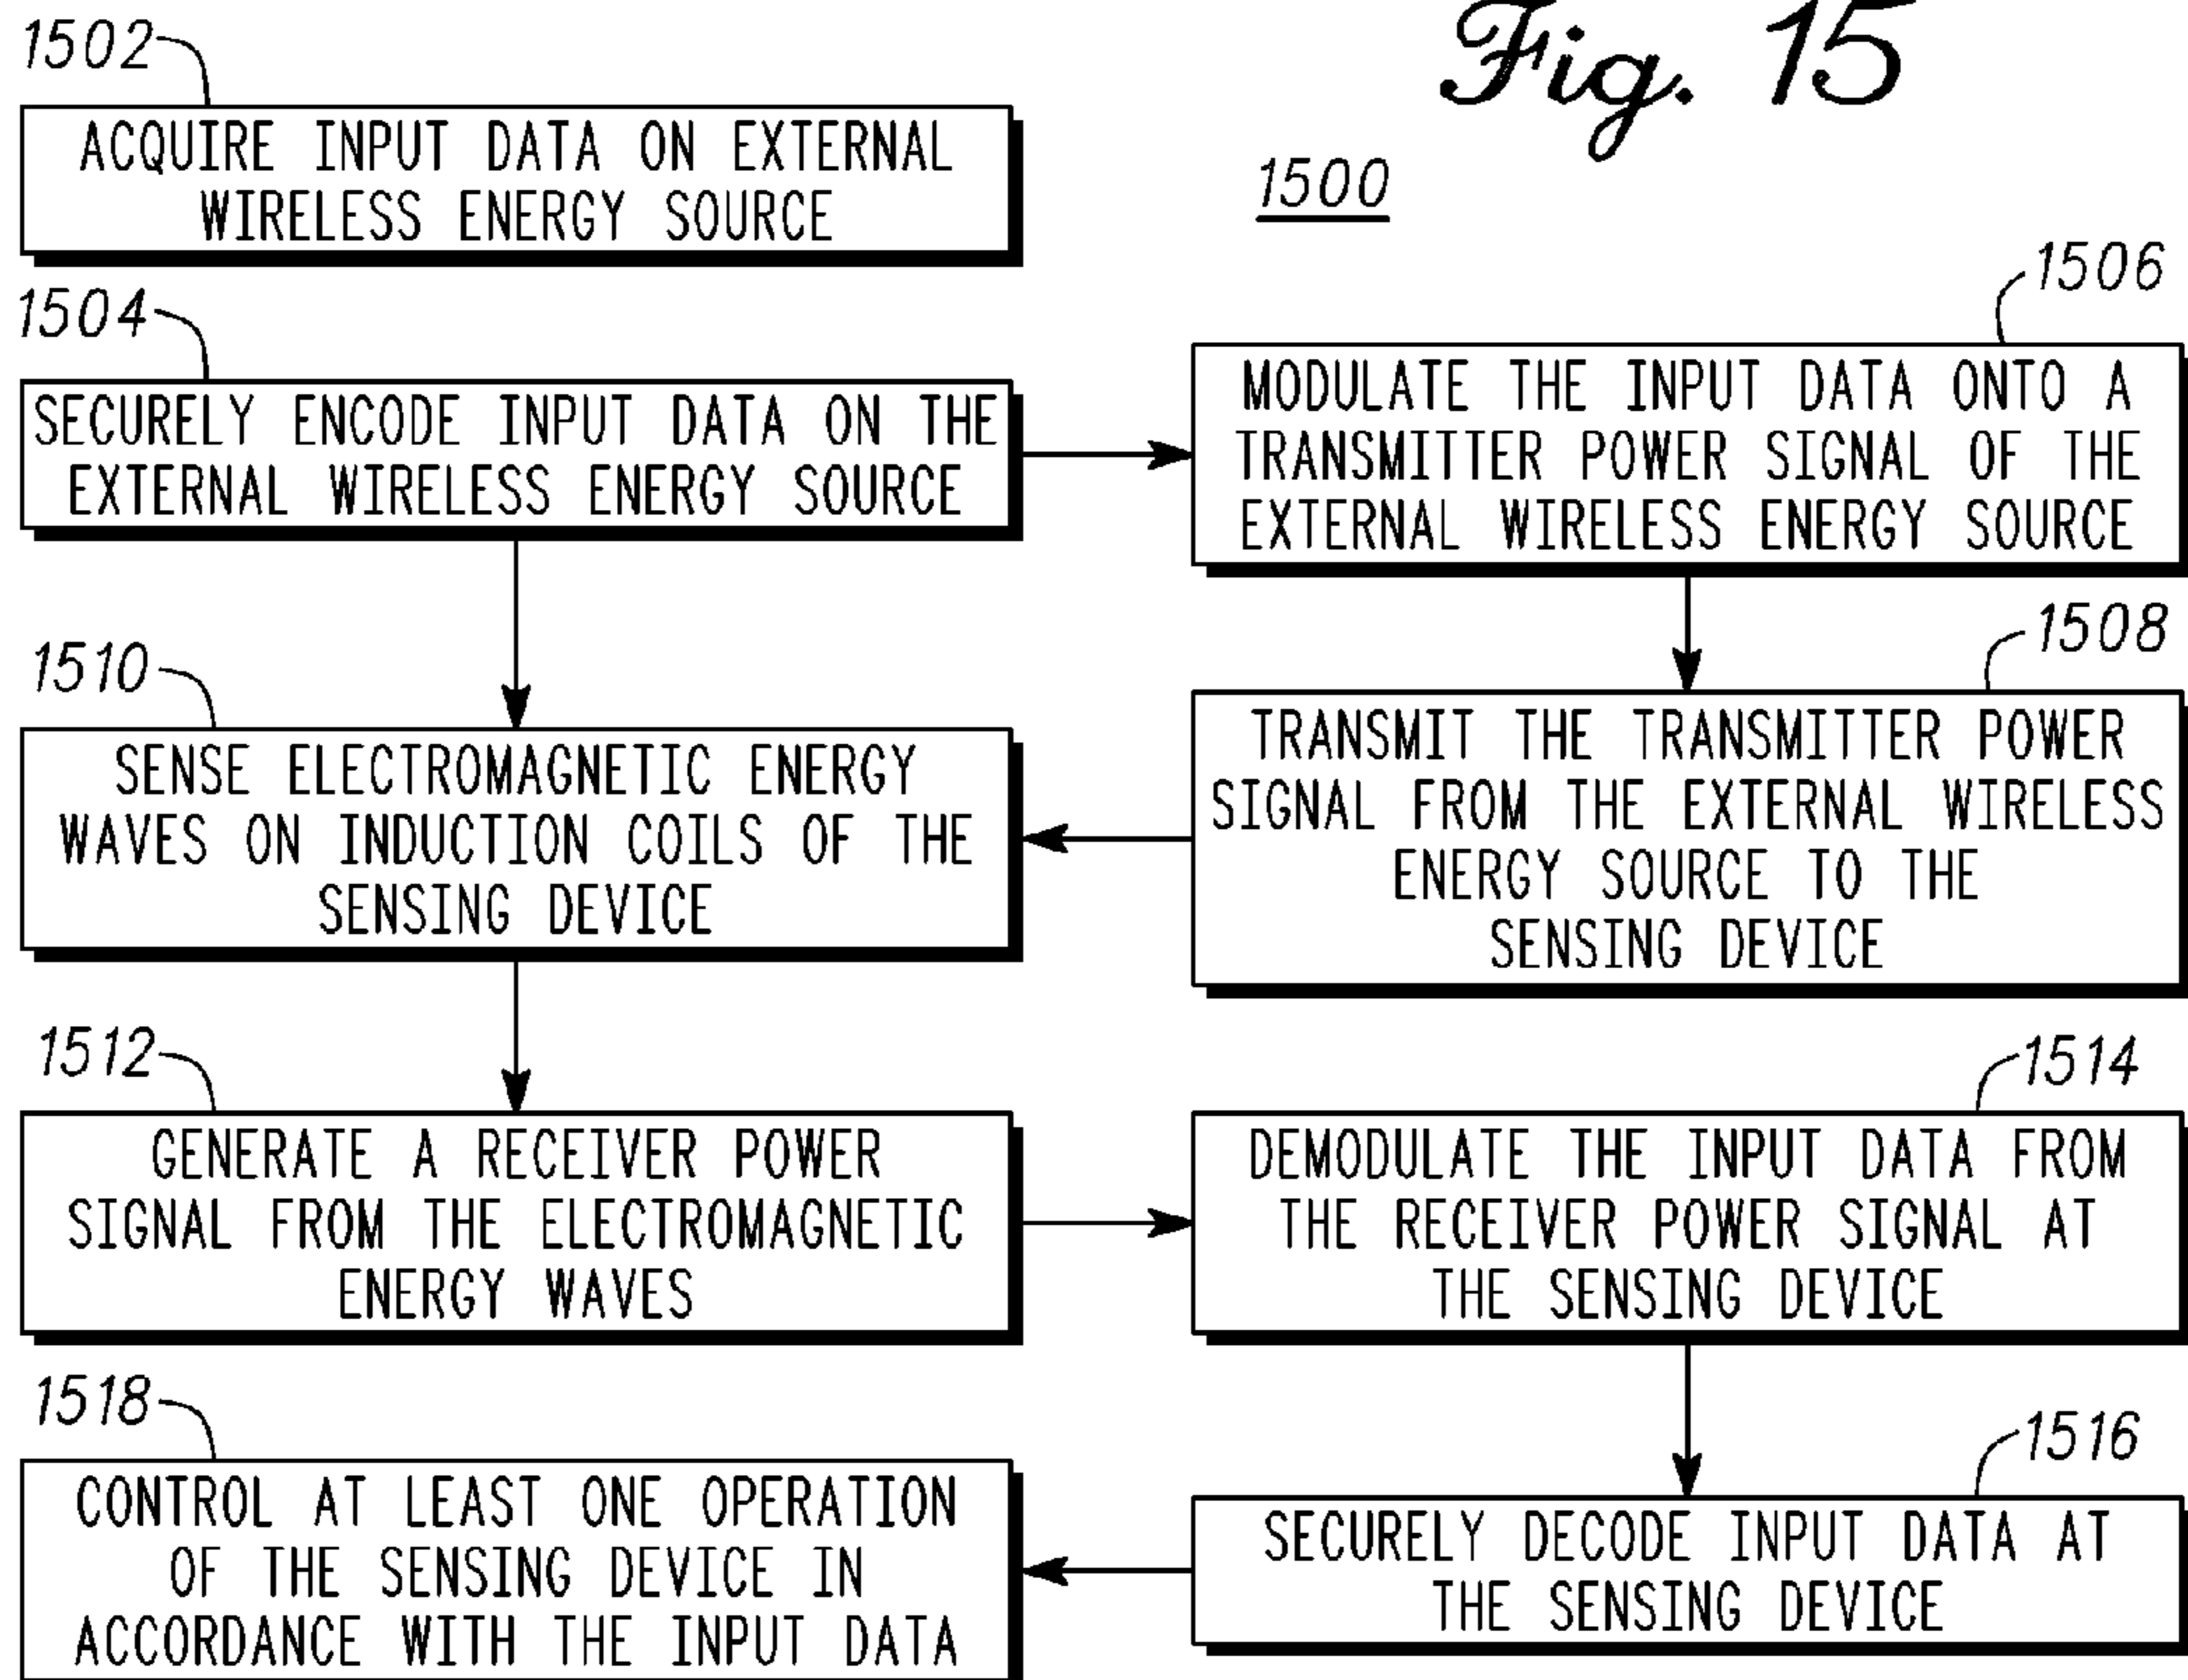 Fig. 15
1500
1502
ACQUIRE INPUT DATA ON EXTERNAL
WIRELESS ENERGY SOURCE
1504
SECURELY ENCODE INPUT DATA ON THE
EXTERNAL WIRELESS ENERGY SOURCE
1506
MODULATE THE INPUT DATA ONTO A
TRANSMITTER POWER SIGNAL OF THE
EXTERNAL WIRELESS ENERGY SOURCE
1508
TRANSMIT THE TRANSMITTER POWER
SIGNAL FROM THE EXTERNAL WIRELESS
ENERGY SOURCE TO THE
SENSING DEVICE
1510
SENSE ELECTROMAGNETIC ENERGY
WAVES ON INDUCTION COILS OF THE
SENSING DEVICE
1512
GENERATE A RECEIVER POWER
SIGNAL FROM THE ELECTROMAGNETIC
ENERGY WAVES
1514
DEMODULATE THE INPUT DATA FROM
THE RECEIVER POWER SIGNAL AT
THE SENSING DEVICE
1516
SECURELY DECODE INPUT DATA AT
THE SENSING DEVICE
1518
CONTROL AT LEAST ONE OPERATION
OF THE SENSING DEVICE IN
ACCORDANCE WITH THE INPUT DATA